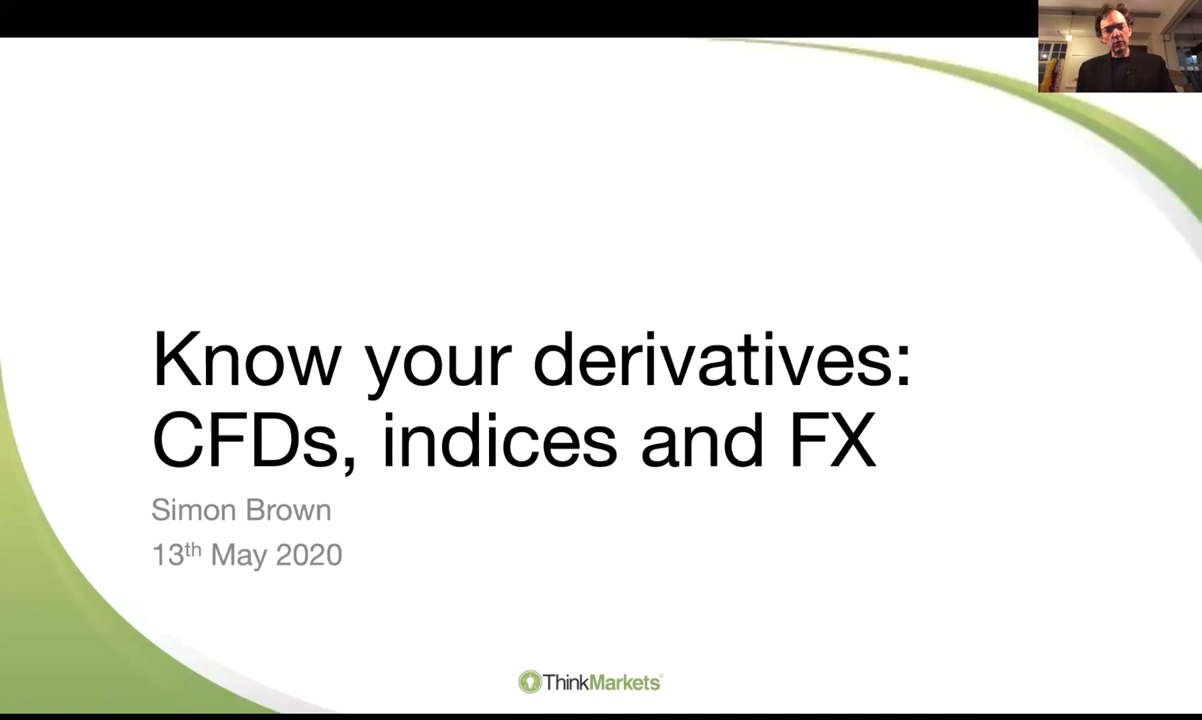 Know your derivatives:
CFDs, indices and FX
Simon Brown
13th May 2020
ThinkMarkets